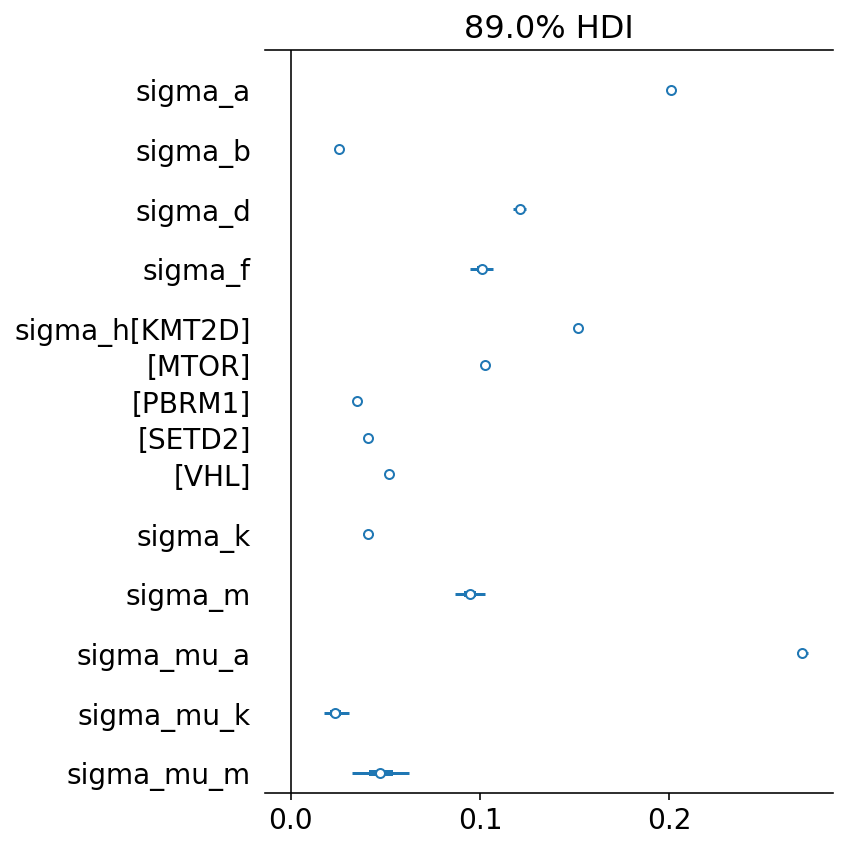 89.0% HDI
sigma_a
sigma_b
sigma_d
sigma_f
sigma_h[KMT2D]
[MTOR]
[PBRM1]
[SETD2]
[VHL]
sigma_k
sigma_m
sigma_mu_a
sigma_mu_k
sigma_mu_m
0.0 0.1 0.2